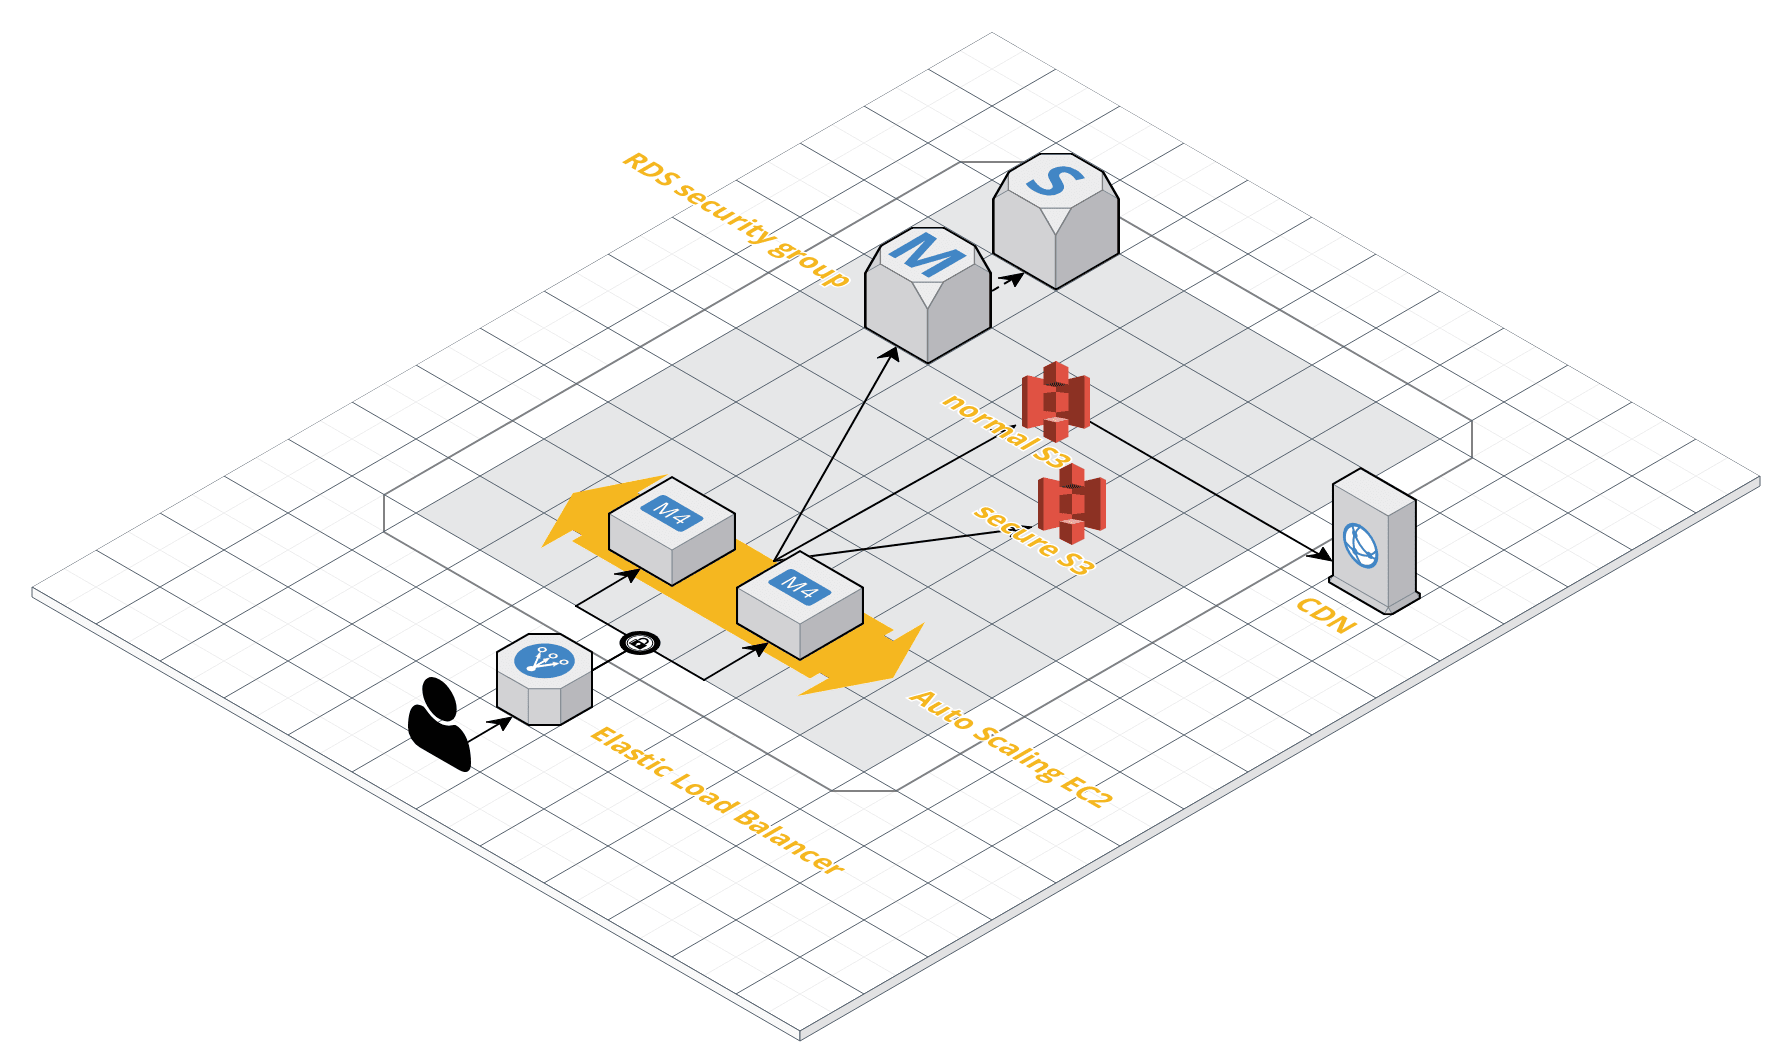 S
RDS security group
M
normal S3
M4
secure S3
M4
CDN
Auto Scaling EC2
Elastic Load Balancer